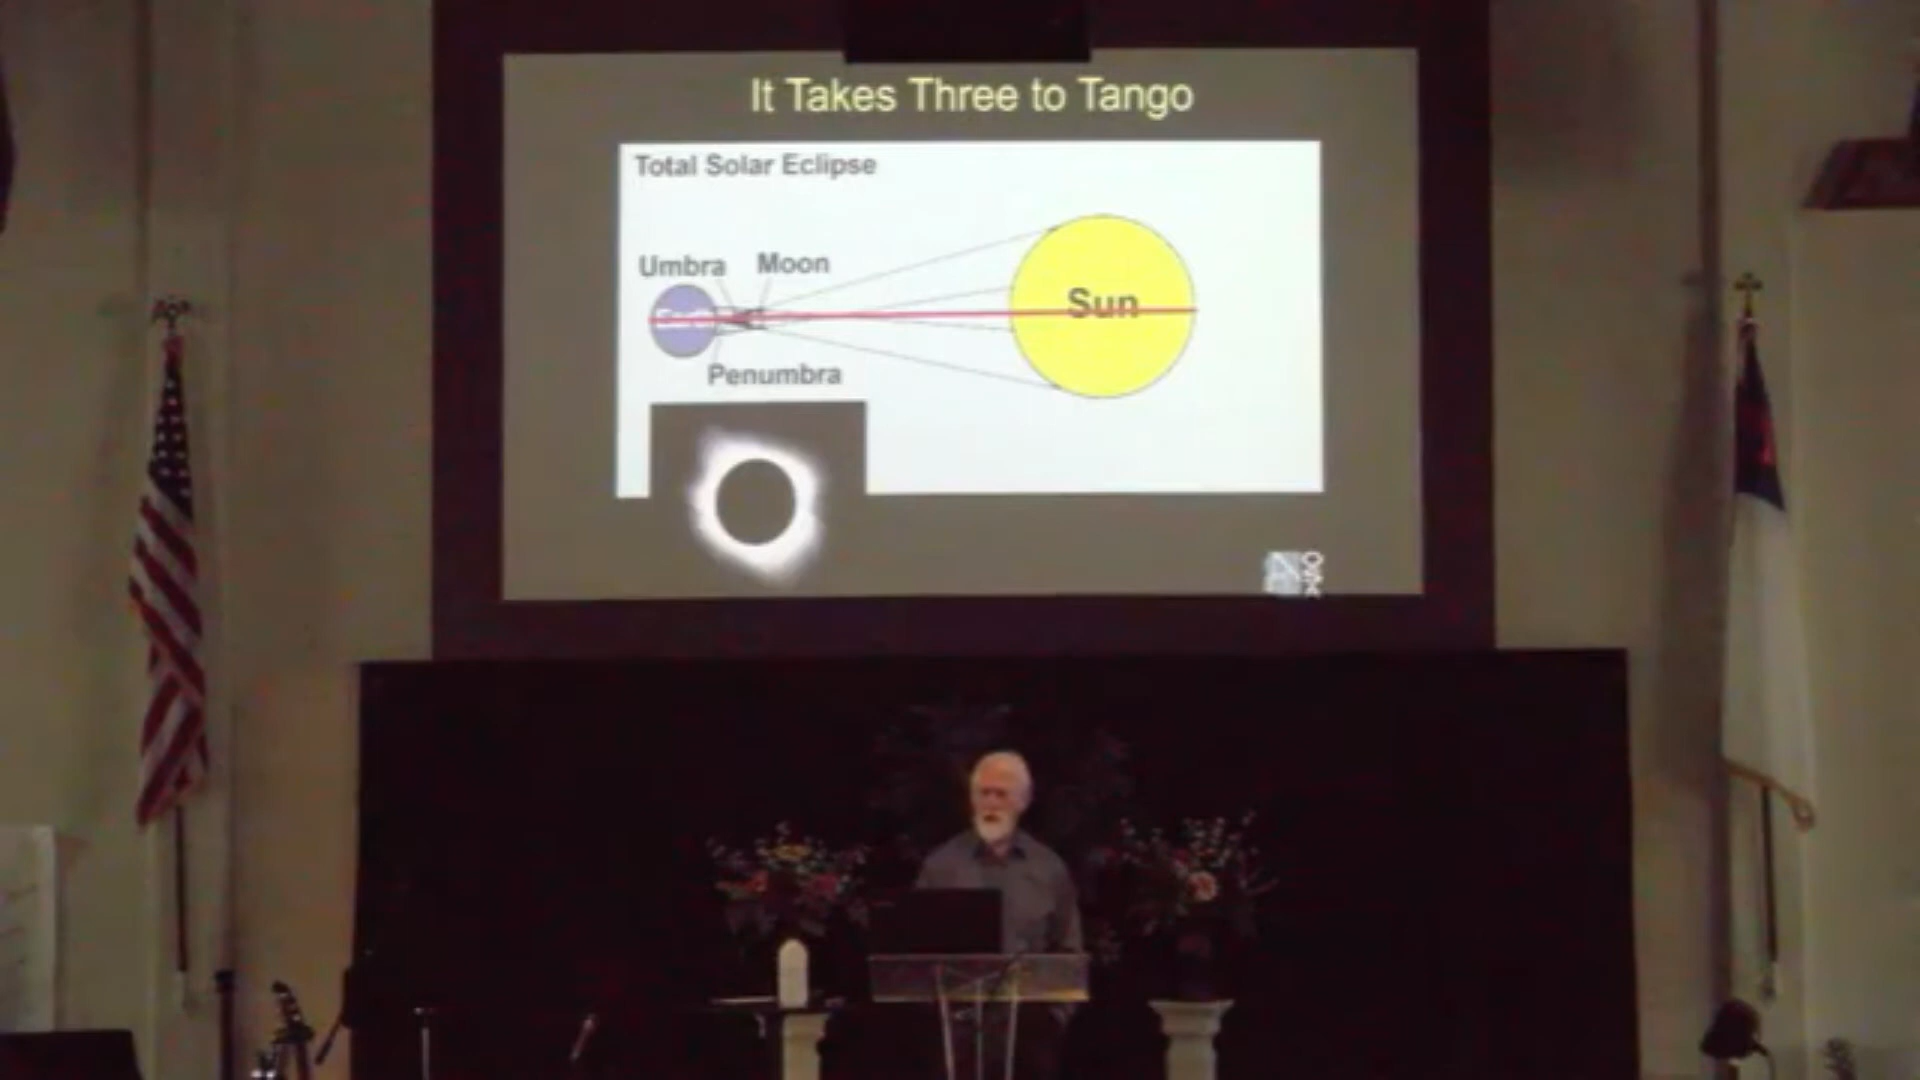 It Takes Three to Tango
Total Solar Eclipse
Umbra Moon
Sun
Penumbra